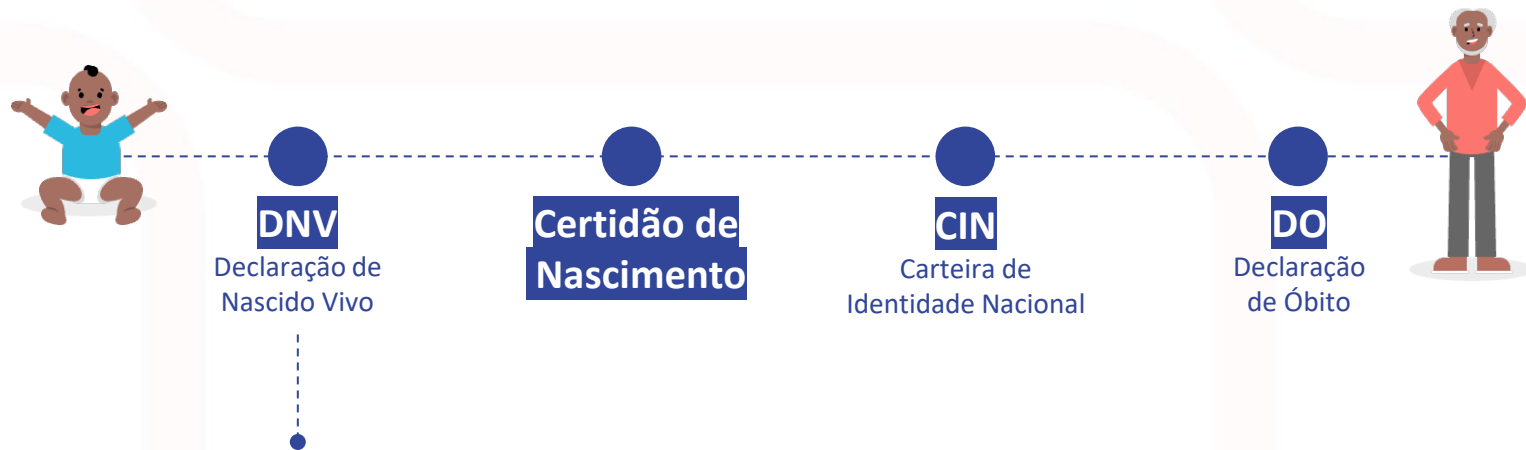 DNV
Declaração de
Nascido Vivo
Certidão de
Nascimento
CIN
Carteira de
Identidade Nacional
DO
Declaração
de Óbito